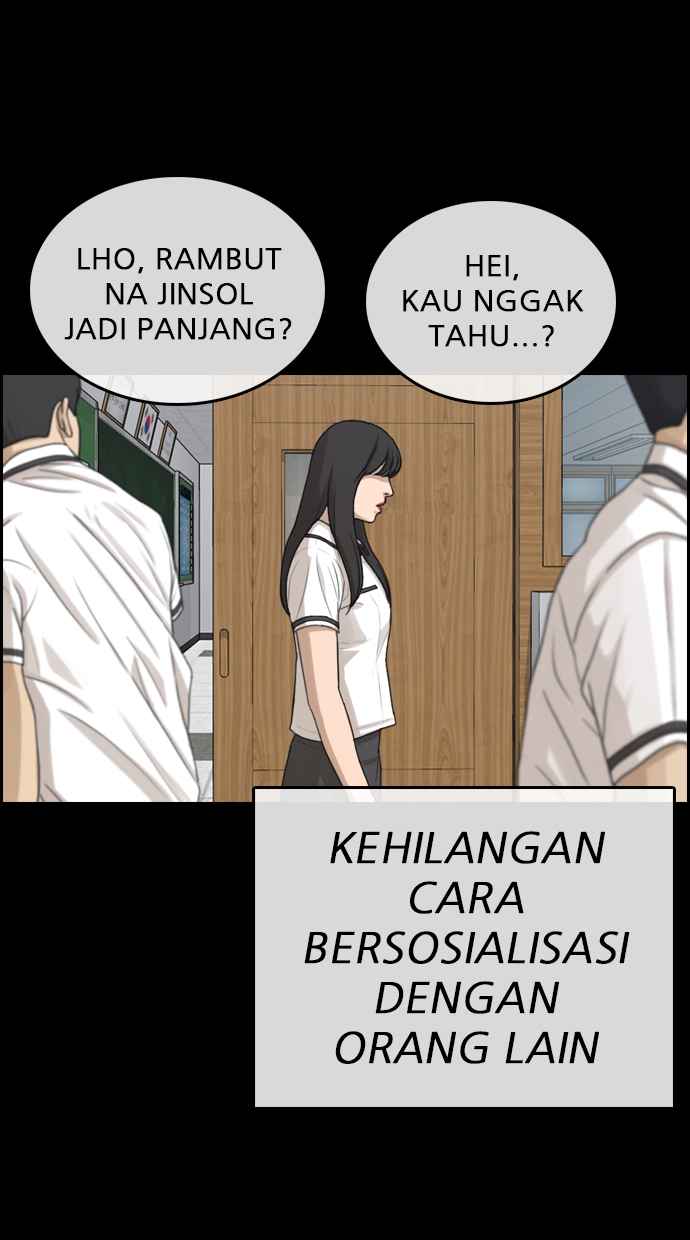 LHO, RAMBUT
NA JINSOL
JADI PANJANG?
HEI,
KAU NGGAK
TAHU...?
KEHILANGAN
CARA
BERSOSIALISASI
DENGAN
ORANG LAIN